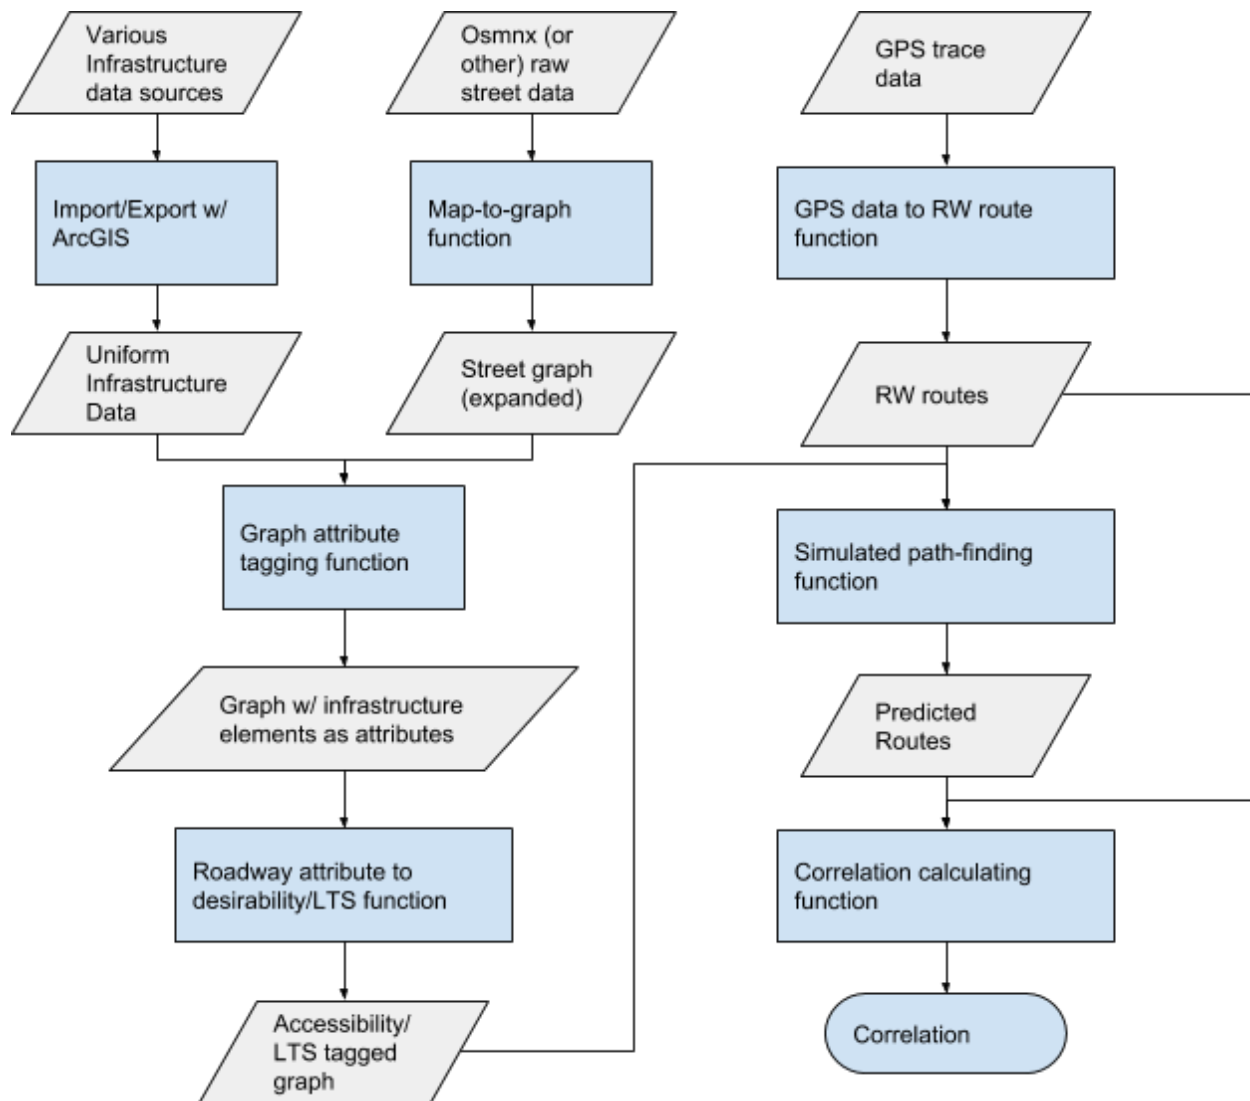 Various
Infrastructure
data sources
Osmnx (or
other) raw
street data
GPS trace
data
Import/Export w/
ArcGIS
Map-to-graph
function
GPS data to RW route
function
Uniform
Infrastructure
Data
Street graph
(expanded)
RW routes
Graph attribute
tagging function
Simulated path-finding
function
Graph w/ infrastructure
elements as attributes
Predicted
Routes
Roadway attribute to
desirability/LTS function
Correlation calculating
function
Accessibility/
LTS tagged
graph
Correlation